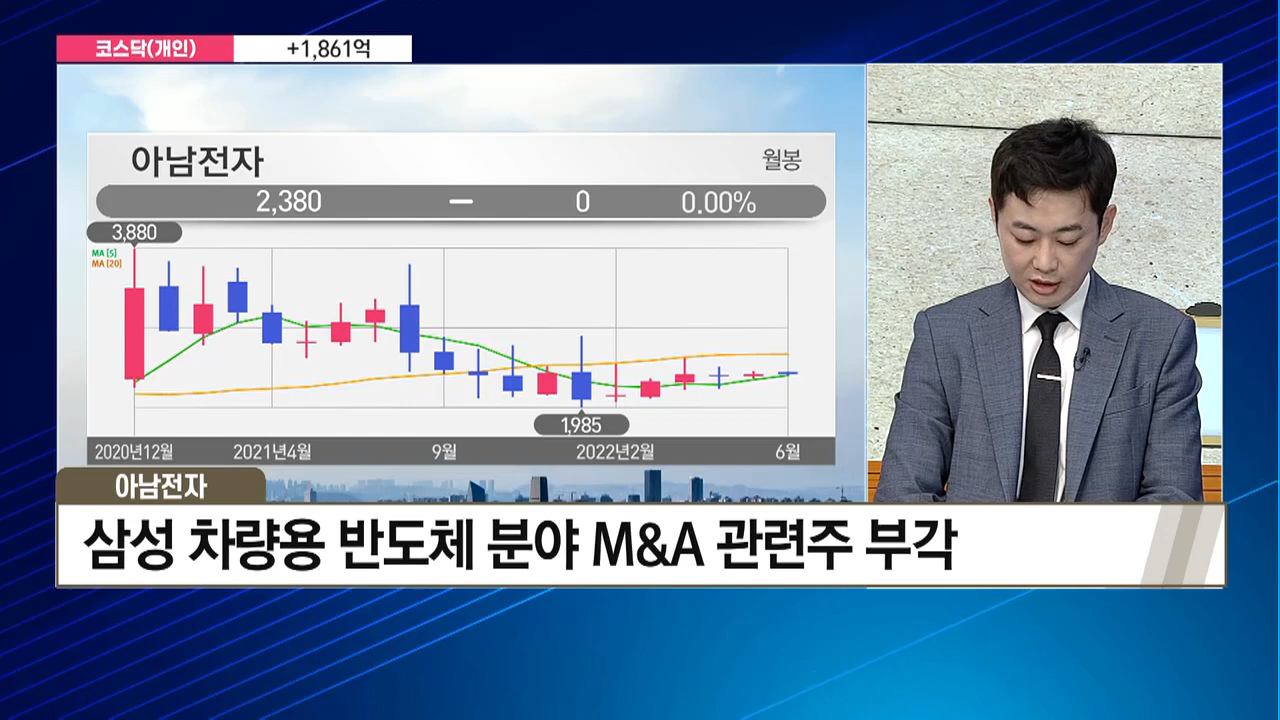 코스닥(개인) +1,861억
아남전자 월봉
2,380 — 0 0.00%
3,880
MA [5]
MA [20]
1,985
2020년12월 2021년4월 9월 2022년2월 6월
아남전자
삼성 차량용 반도체 분야 M&A 관련주 부각